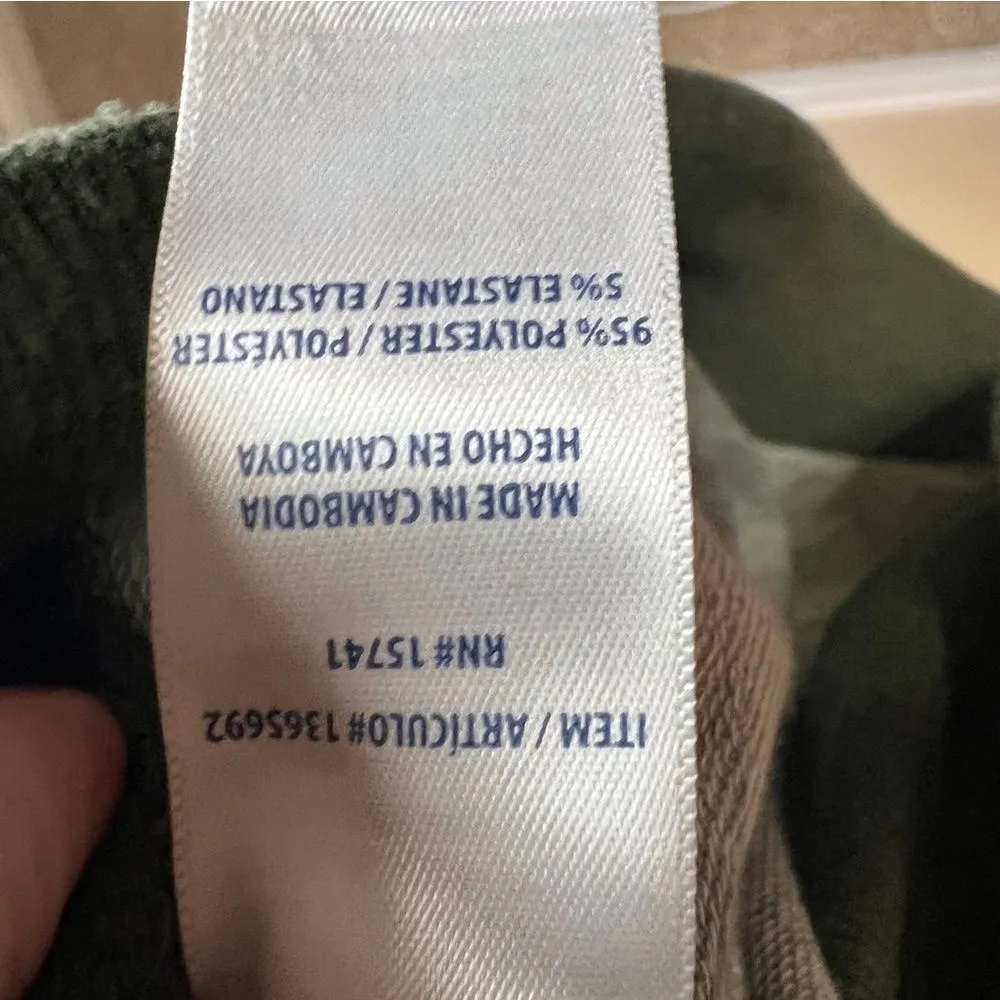 ITEM / ARTÍCULO# 1365692
RN# 15741
MADE IN CAMBODIA
HECHO EN CAMBOYA
95% POLYESTER / POLYÉSTER
5% ELASTANE / ELASTANO